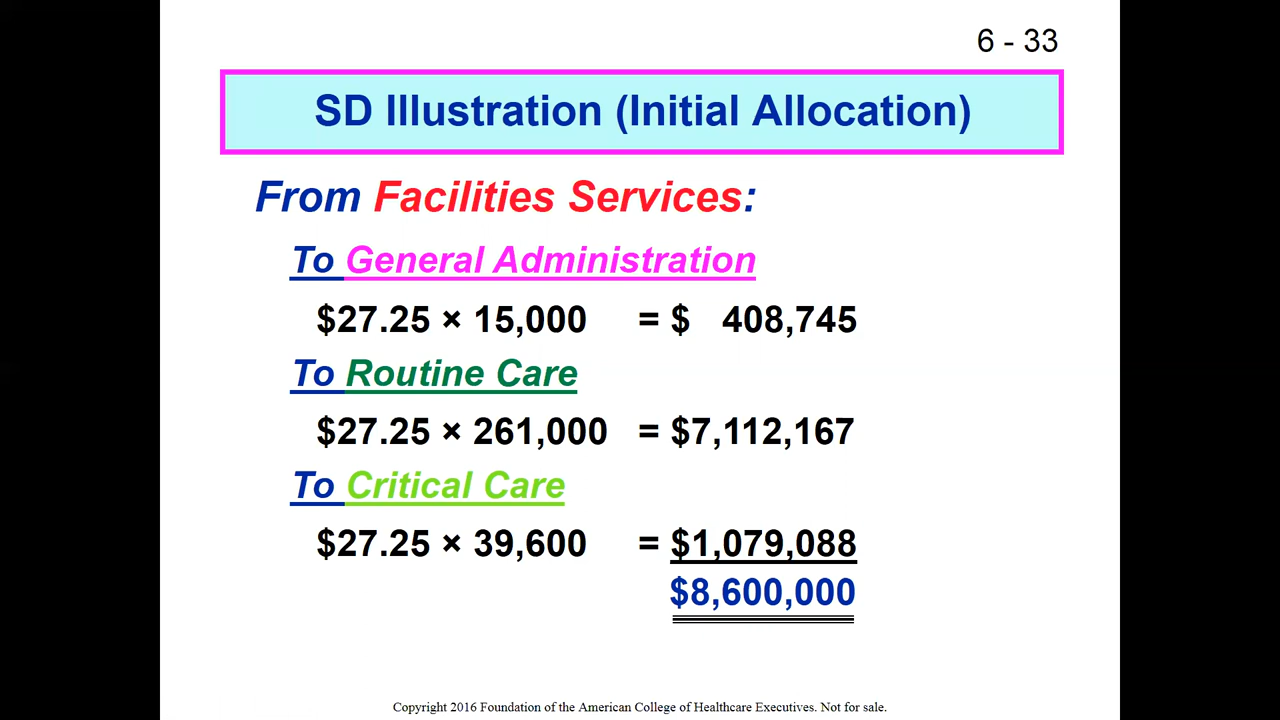 6 - 33
SD Illustration (Initial Allocation)
From Facilities Services:
To General Administration
$27.25 × 15,000 = $ 408,745
To Routine Care
$27.25 × 261,000 = $7,112,167
To Critical Care
$27.25 × 39,600 = $1,079,088
$8,600,000
Copyright 2016 Foundation of the American College of Healthcare Executives. Not for sale.